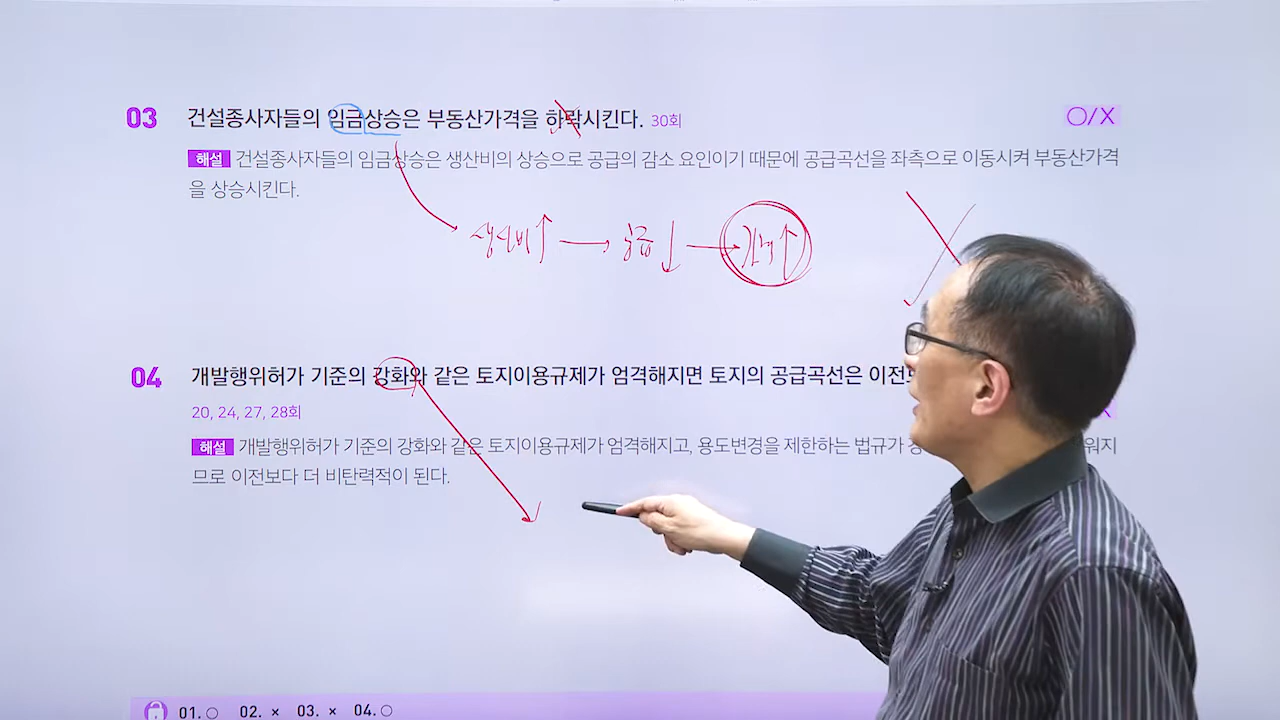 03 건설종사자들의 임금상승은 부동산가격을 하락시킨다. 30회 O/X
해설 건설종사자들의 임금상승은 생산비의 상승으로 공급의 감소 요인이기 때문에 공급곡선을 좌측으로 이동시켜 부동산가격
을 상승시킨다.
생산비↑ → 공급↓ → 가격↑
04 개발행위허가 기준의 강화와 같은 토지이용규제가 엄격해지면 토지의 공급곡선은 이전
20, 24, 27, 28회 X
해설 개발행위허가 기준의 강화와 같은 토지이용규제가 엄격해지고, 용도변경을 제한하는 법규가 워지
므로 이전보다 더 비탄력적이 된다.
01. ○ 02. × 03. × 04. ○